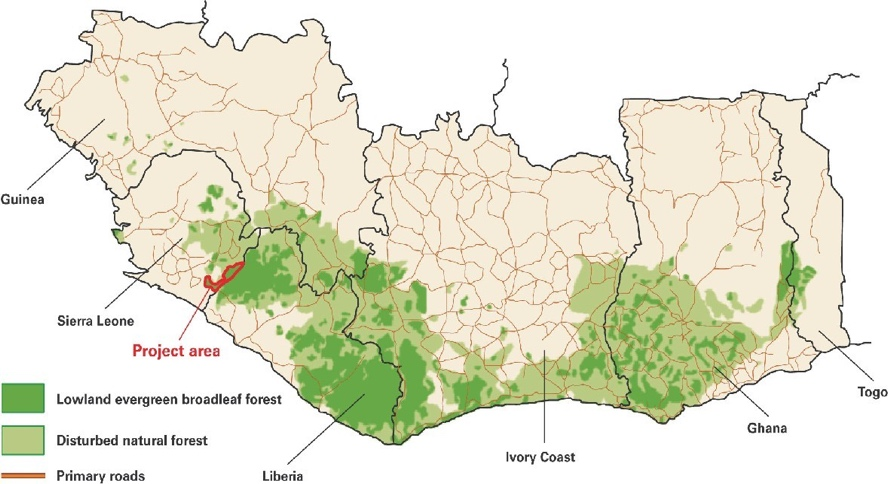 Guinea
Sierra Leone
Project area
Togo
Lowland evergreen broadleaf forest
Disturbed natural forest
Ghana
Ivory Coast
Primary roads
Liberia